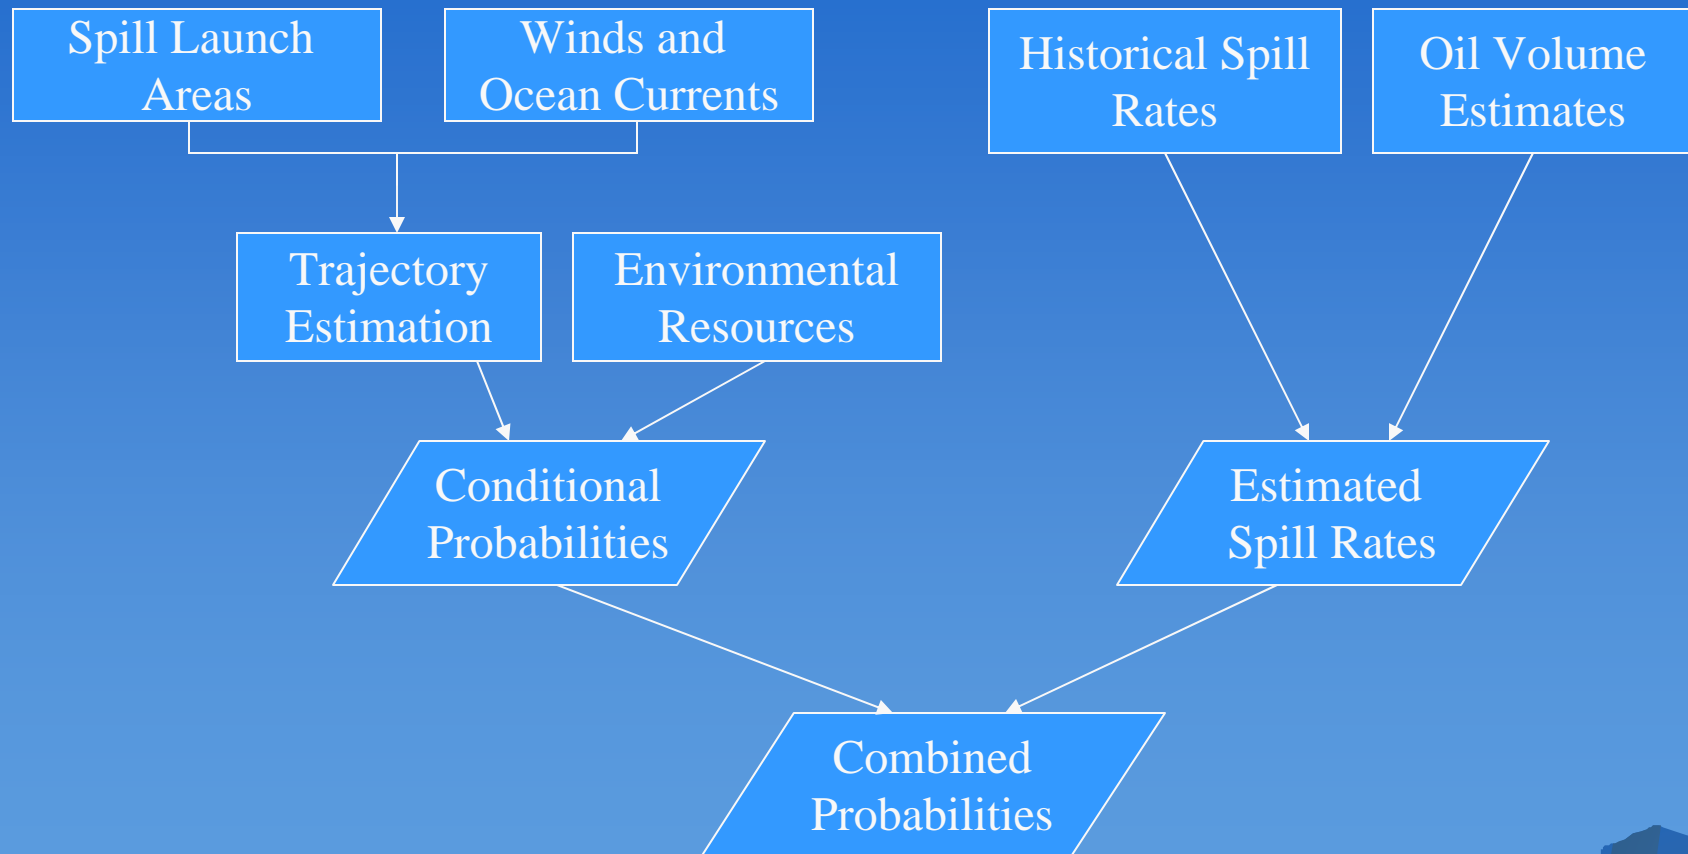 Spill Launch
Areas
Winds and
Ocean Currents
Historical Spill
Rates
Oil Volume
Estimates
Trajectory
Estimation
Environmental
Resources
Conditional
Probabilities
Estimated
Spill Rates
Combined
Probabilities